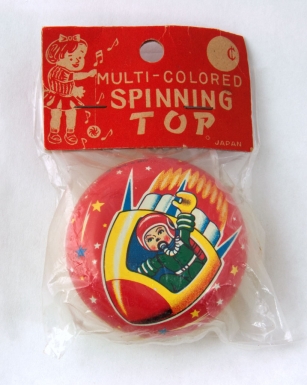 ¢
MULTI-COLORED
SPINNING
TOP
JAPAN